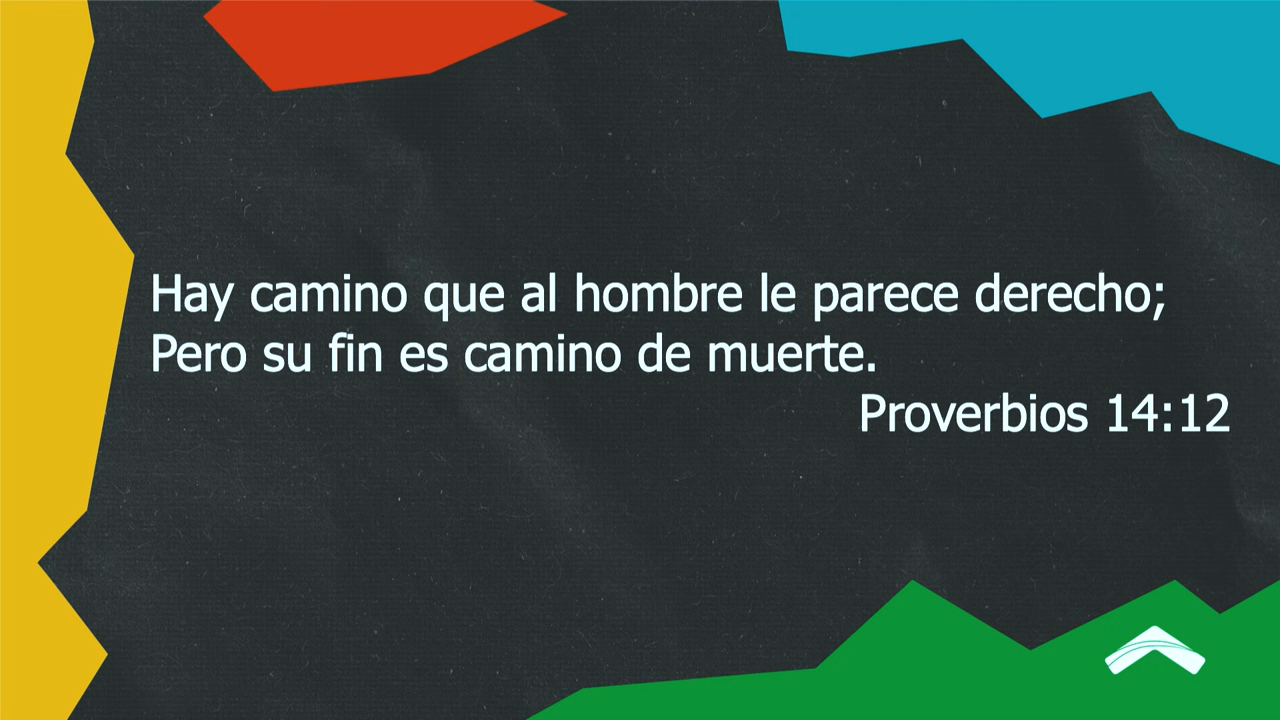 Hay camino que al hombre le parece derecho;
Pero su fin es camino de muerte.
Proverbios 14:12